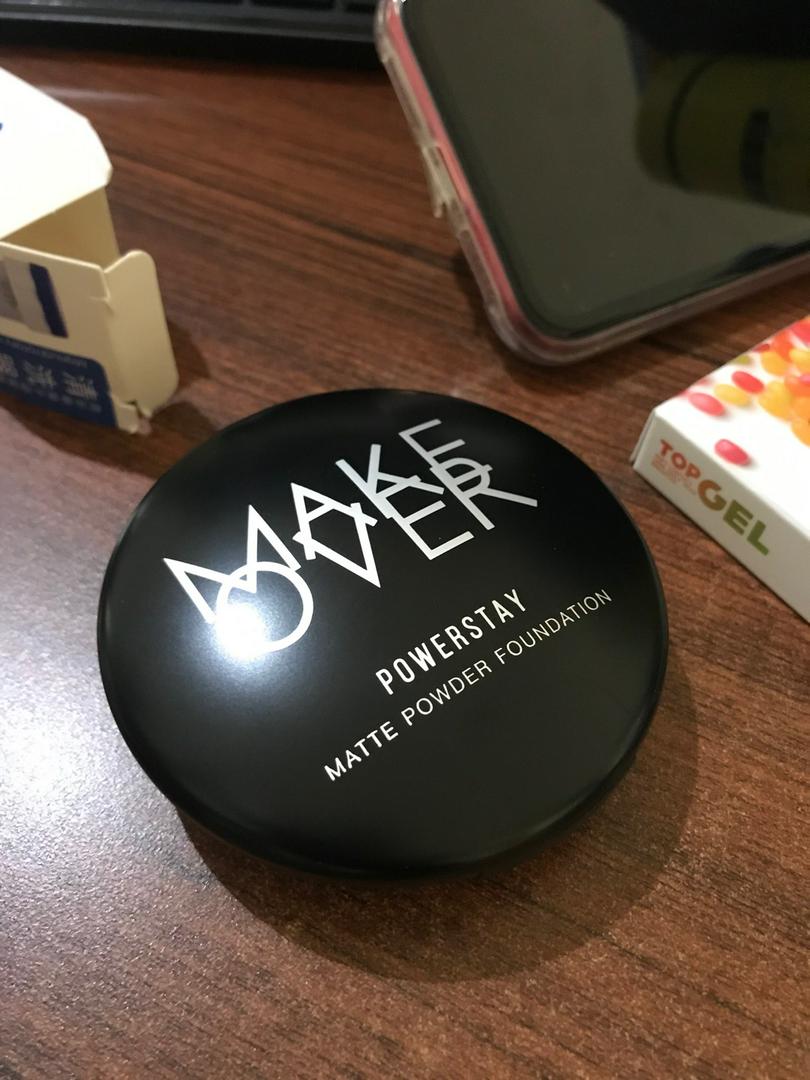 MAKE
OVER
POWERSTAY
MATTE POWDER FOUNDATION
TOP
GEL